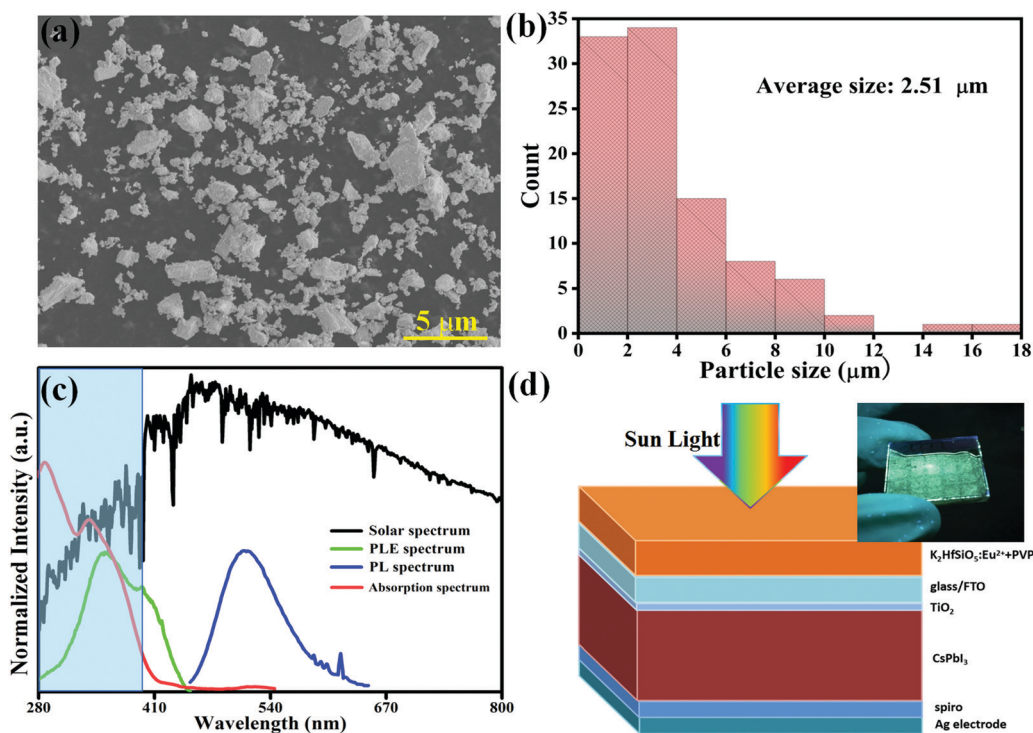 (a)
5 μm
(b)
35
30
25
20
15
10
5
0
Count
Average size: 2.51 μm
0 2 4 6 8 10 12 14 16 18
Particle size (μm)
(c)
Normalized Intensity (a.u.)
Solar spectrum
PLE spectrum
PL spectrum
Absorption spectrum
280 410 540 670 800
Wavelength (nm)
(d)
Sun Light
K₂HfSiO₅:Eu²⁺+PVP
glass/FTO
TiO₂
CsPbI₃
spiro
Ag electrode